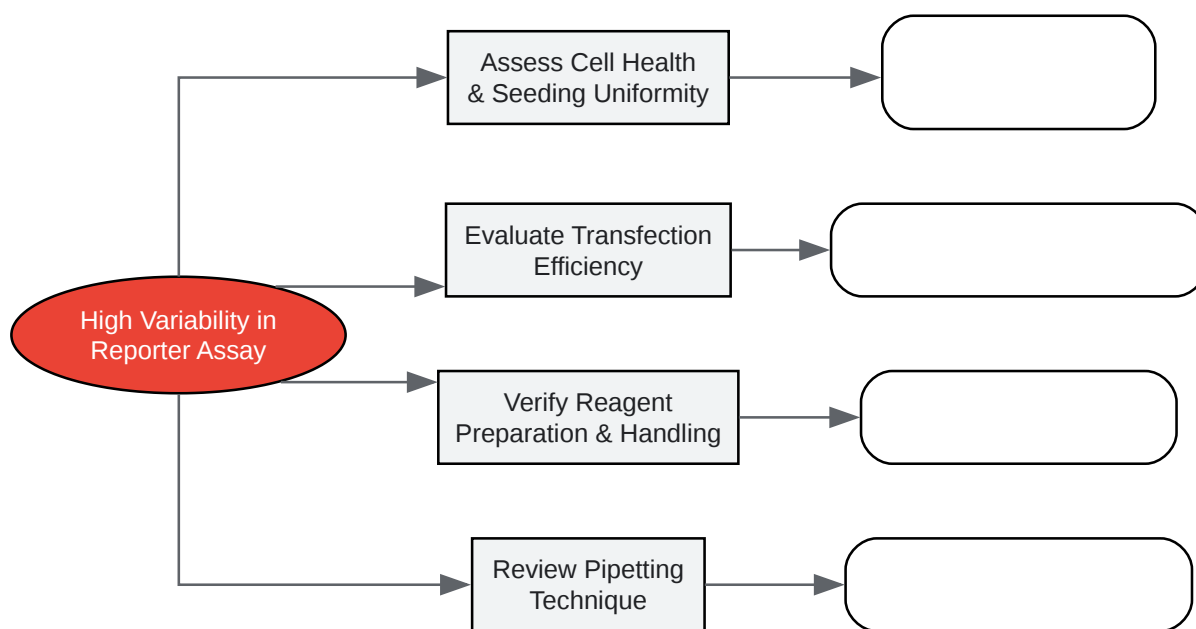 Assess Cell Health
& Seeding Uniformity
Evaluate Transfection
Efficiency
High Variability in
Reporter Assay
Verify Reagent
Preparation & Handling
Review Pipetting
Technique